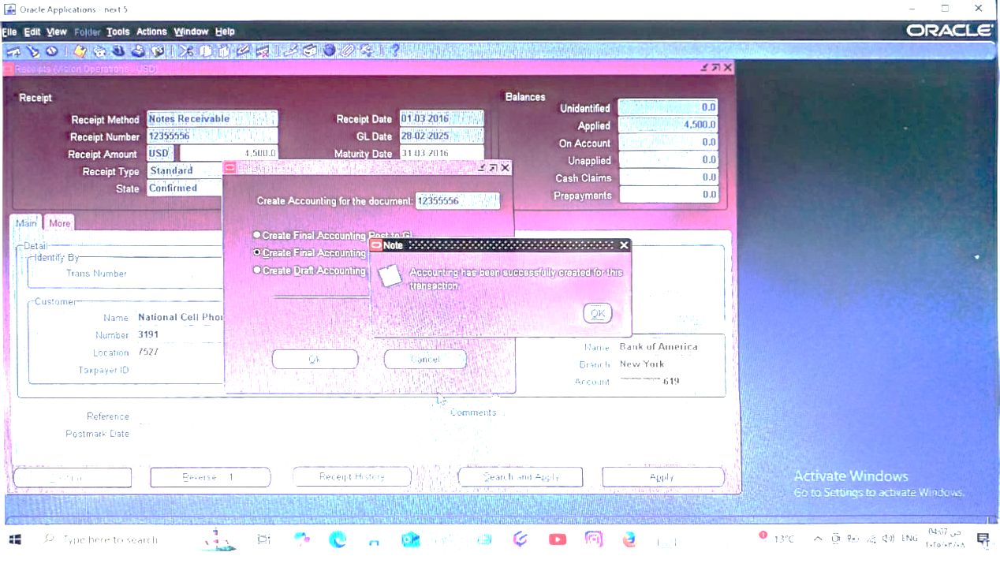 Oracle Applications - next 5
File Edit View Folder Tools Actions Window Help
ORACLE
Receipts (Vision Operations - USD)
Receipt
Balances
Receipt Method Notes Receivable
Receipt Date 01-03-2016
Unidentified 0.0
Receipt Number 12355556
GL Date 28-02-2025
Applied 4,500.0
Receipt Amount USD 4,500.0
Maturity Date 31-03-2016
On Account 0.0
Receipt Type Standard
Unapplied 0.0
State Confirmed
Cash Claims 0.0
Prepayments 0.0
Create Accounting for the document: 12355556
Create Final Accounting Post to GL
Create Final Accounting
Create Draft Accounting
Ok
Cancel
Note
Accounting has been successfully created for this
transaction.
OK
Main
More
Detail
Identify By
Trans Number
Customer
Name National Cell Phon
Number 3191
Location 7527
Taxpayer ID
Name Bank of America
Branch New York
Account 619
Reference
Comments
Postmark Date
Reverse
Receipt History
Search and Apply
Apply
Activate Windows
Go to Settings to activate Windows.
Type here to search
13°C
ENG
04:07 ص
٢٠٢٥/٠٣/٠٨